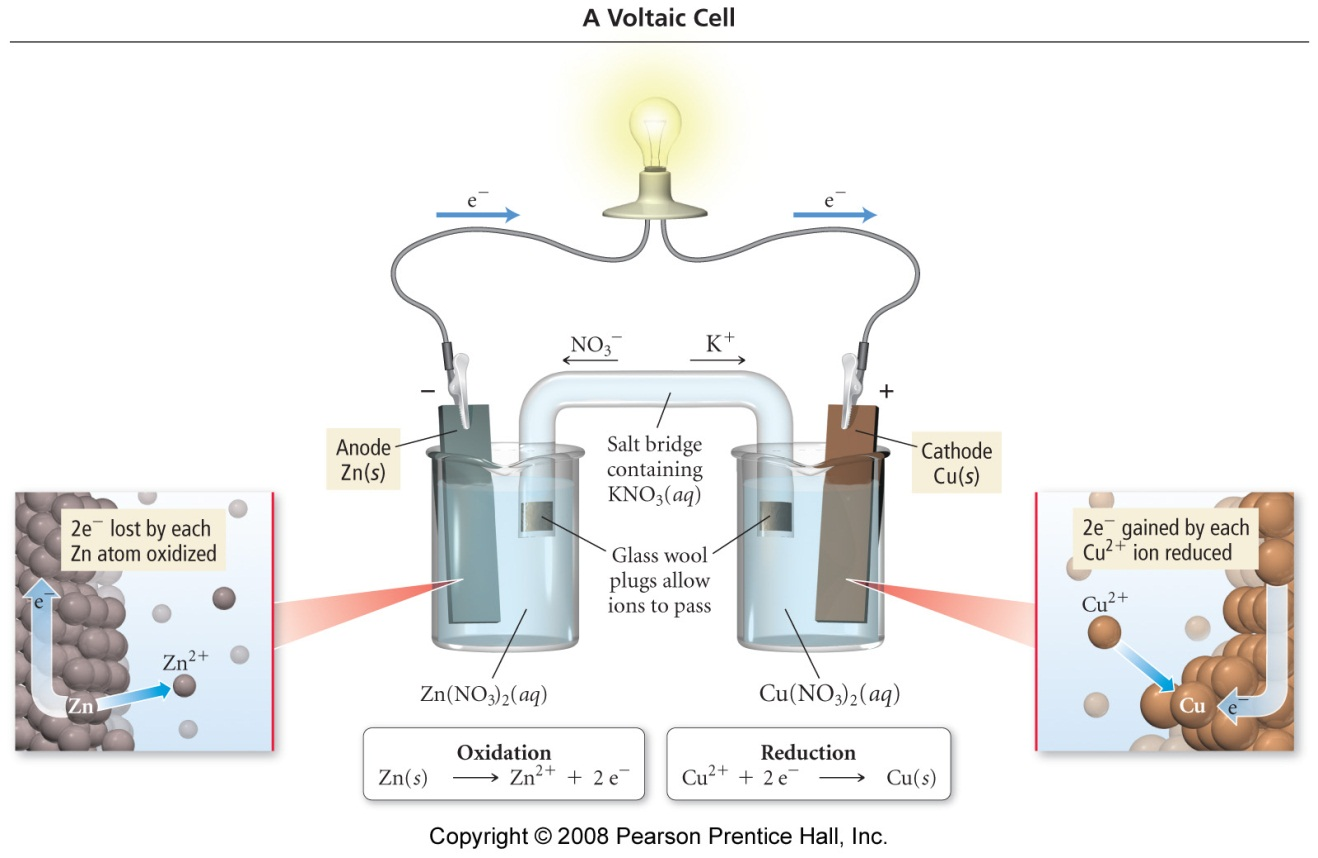 A Voltaic Cell
e⁻
e⁻
NO₃⁻
K⁺
−
+
Anode
Zn(s)
Salt bridge
containing
KNO₃(aq)
Cathode
Cu(s)
2e⁻ lost by each
Zn atom oxidized
e⁻
Zn²⁺
Zn
Glass wool
plugs allow
ions to pass
2e⁻ gained by each
Cu²⁺ ion reduced
Cu²⁺
Cu
e⁻
Zn(NO₃)₂(aq)
Cu(NO₃)₂(aq)
Oxidation
Zn(s) ⟶ Zn²⁺ + 2 e⁻
Reduction
Cu²⁺ + 2 e⁻ ⟶ Cu(s)
Copyright © 2008 Pearson Prentice Hall, Inc.